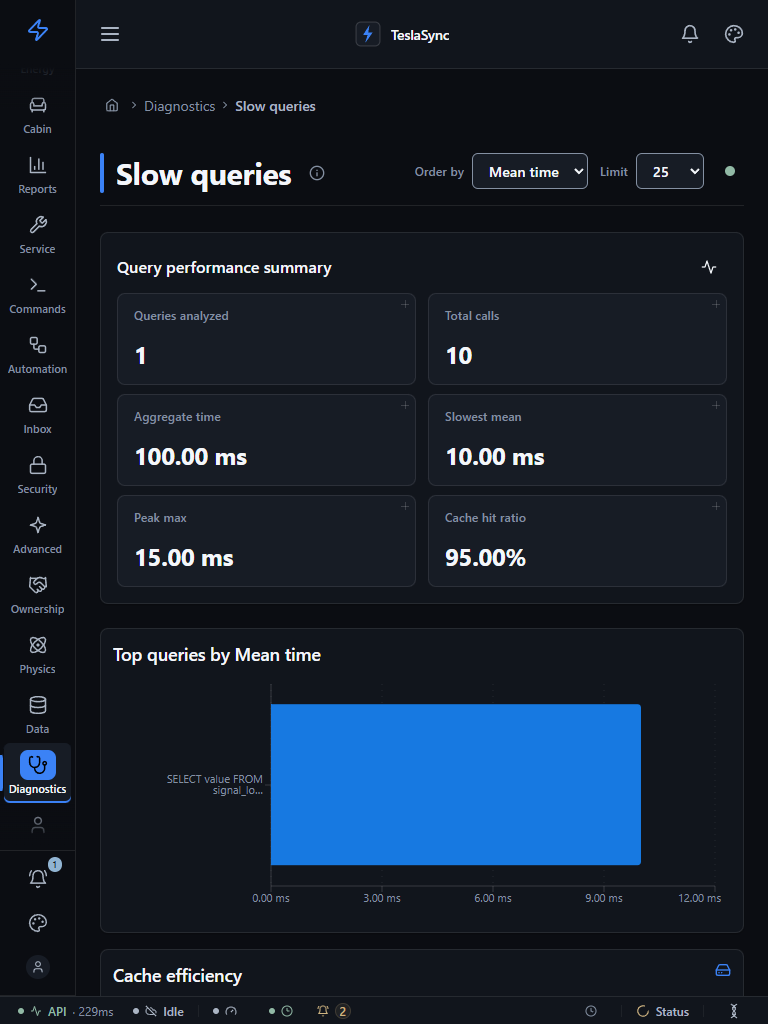 TeslaSync
Energy
Cabin
Reports
Service
Commands
Automation
Inbox
Security
Advanced
Ownership
Physics
Data
Diagnostics
1
Diagnostics
Slow queries
Slow queries
Order by
Mean time
Limit
25
Query performance summary
Queries analyzed
1
Total calls
10
Aggregate time
100.00 ms
Slowest mean
10.00 ms
Peak max
15.00 ms
Cache hit ratio
95.00%
Top queries by Mean time
SELECT value FROM
signal_lo...
0.00 ms
3.00 ms
6.00 ms
9.00 ms
12.00 ms
Cache efficiency
API · 229ms
Idle
2
Status